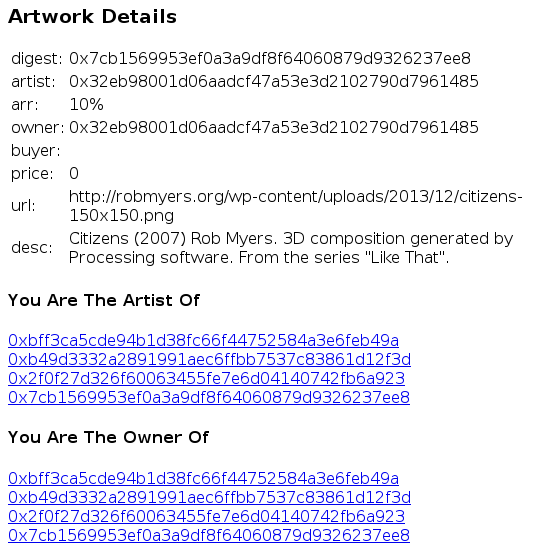 Artwork Details
digest: 0x7cb1569953ef0a3a9df8f64060879d9326237ee8
artist: 0x32eb98001d06aadcf47a53e3d2102790d7961485
arr: 10%
owner: 0x32eb98001d06aadcf47a53e3d2102790d7961485
buyer:
price: 0
url: http://robmyers.org/wp-content/uploads/2013/12/citizens-
150x150.png
desc: Citizens (2007) Rob Myers. 3D composition generated by
Processing software. From the series "Like That".
You Are The Artist Of
0xbff3ca5cde94b1d38fc66f44752584a3e6feb49a
0xb49d3332a2891991aec6ffbb7537c83861d12f3d
0x2f0f27d326f60063455fe7e6d04140742fb6a923
0x7cb1569953ef0a3a9df8f64060879d9326237ee8
You Are The Owner Of
0xbff3ca5cde94b1d38fc66f44752584a3e6feb49a
0xb49d3332a2891991aec6ffbb7537c83861d12f3d
0x2f0f27d326f60063455fe7e6d04140742fb6a923
0x7cb1569953ef0a3a9df8f64060879d9326237ee8